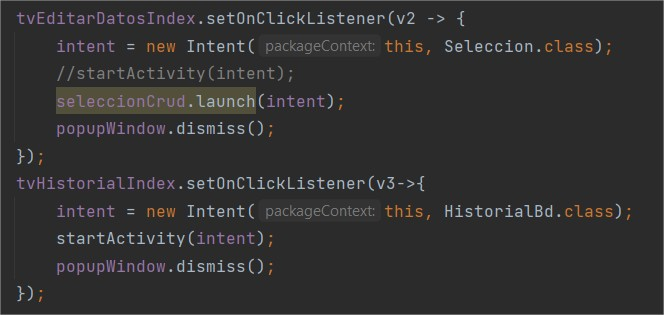 tvEditarDatosIndex.setOnClickListener(v2 -> {
    intent = new Intent( packageContext: this, Seleccion.class);
    //startActivity(intent);
    seleccionCrud.launch(intent);
    popupWindow.dismiss();
});
tvHistorialIndex.setOnClickListener(v3->{
    intent = new Intent( packageContext: this, HistorialBd.class);
    startActivity(intent);
    popupWindow.dismiss();
});